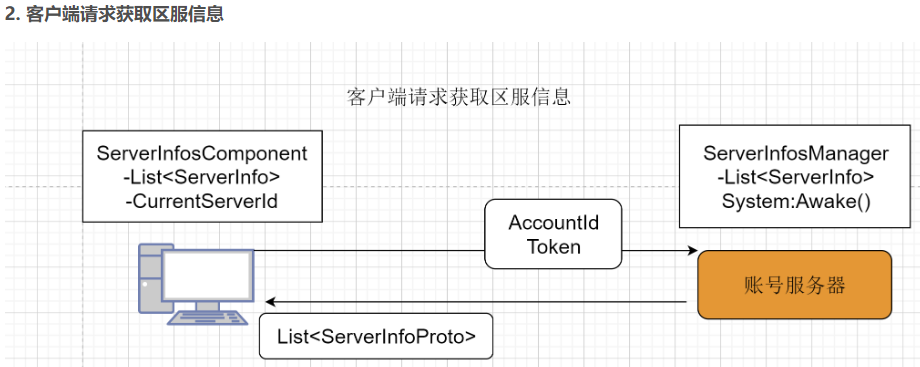 2. 客户端请求获取区服信息
客户端请求获取区服信息
ServerInfosComponent
-List<ServerInfo>
-CurrentServerId
ServerInfosManager
-List<ServerInfo>
System:Awake()
AccountId
Token
账号服务器
List<ServerInfoProto>